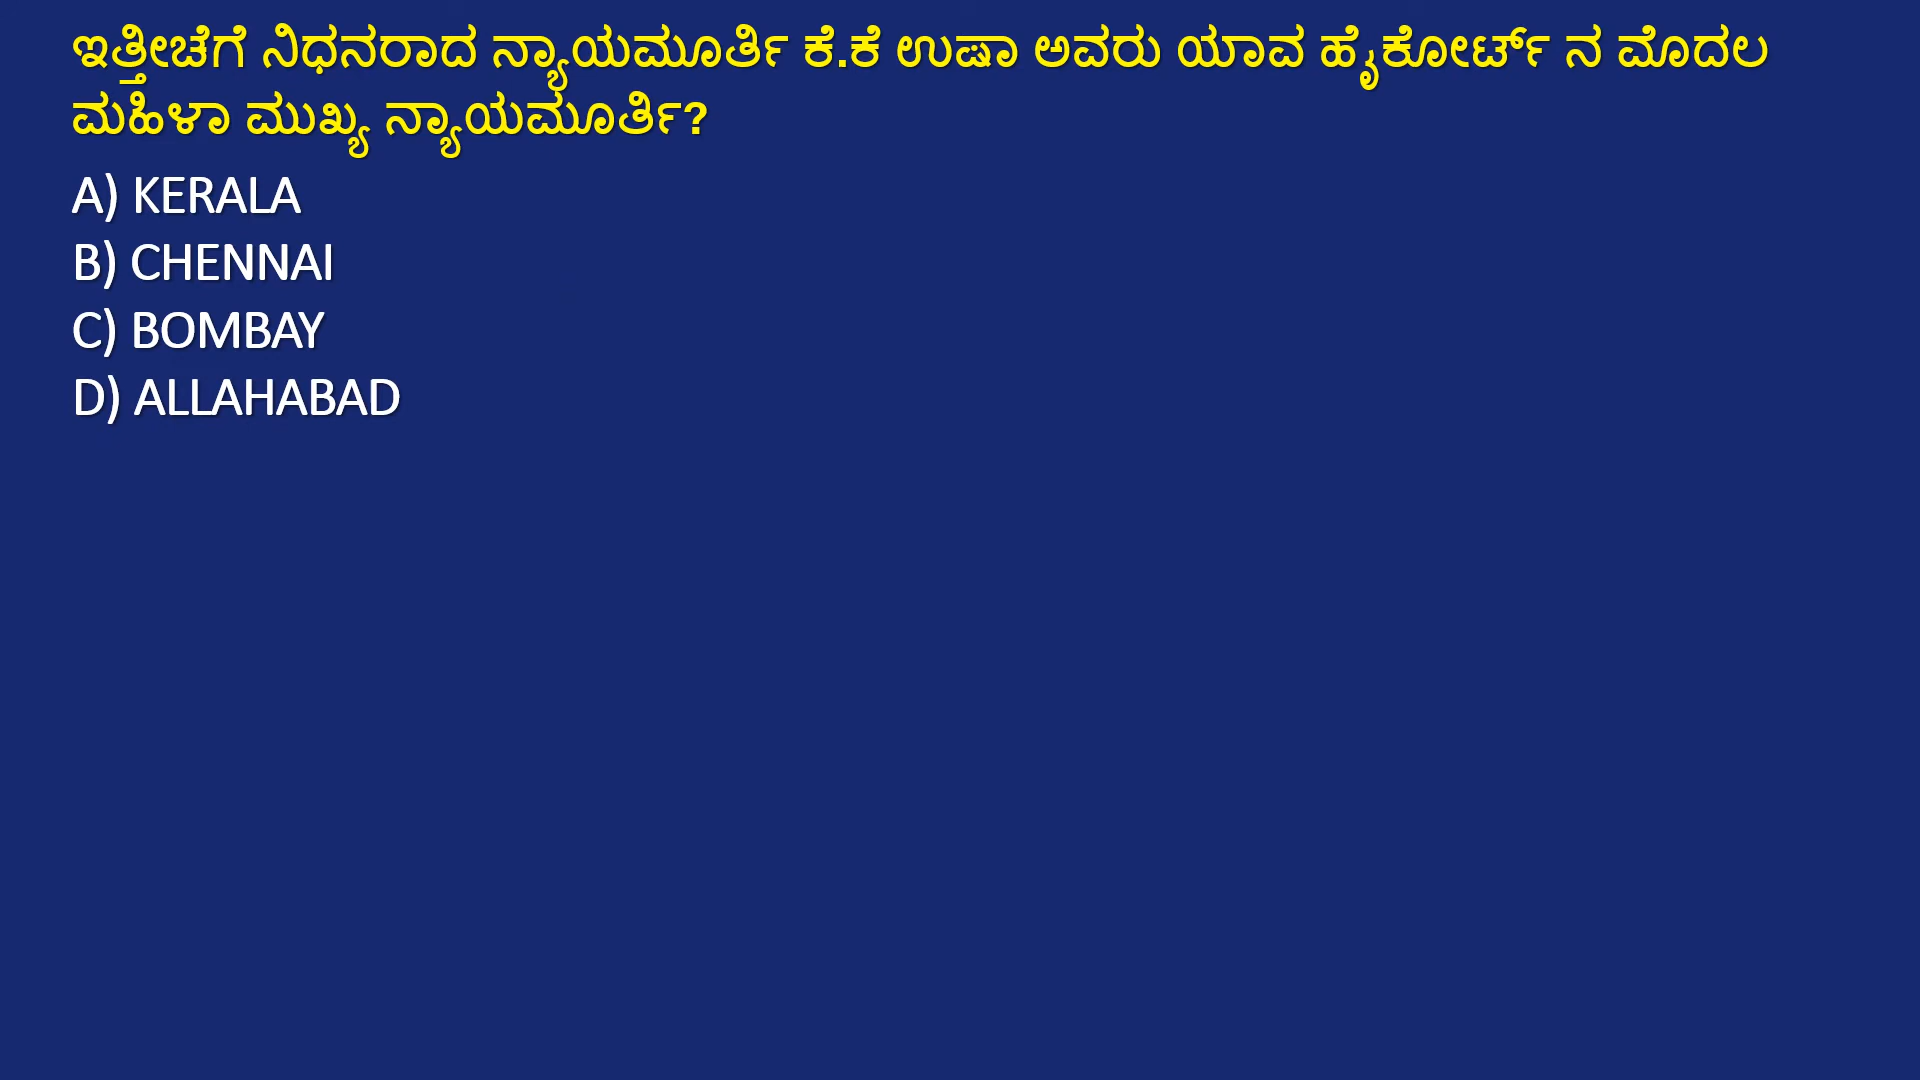 ಇತ್ತೀಚೆಗೆ ನಿಧನರಾದ ನ್ಯಾಯಮೂರ್ತಿ ಕೆ.ಕೆ ಉಷಾ ಅವರು ಯಾವ ಹೈಕೋರ್ಟ್ ನ ಮೊದಲ
ಮಹಿಳಾ ಮುಖ್ಯ ನ್ಯಾಯಮೂರ್ತಿ?
A) KERALA
B) CHENNAI
C) BOMBAY
D) ALLAHABAD